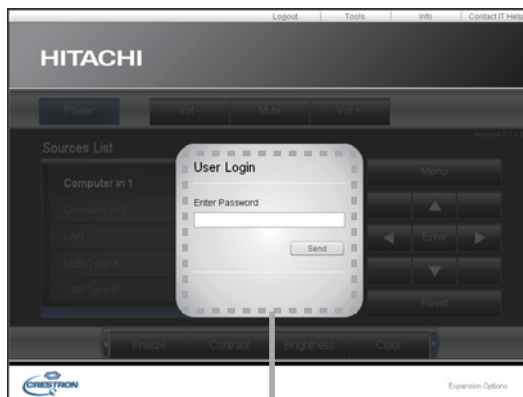 Logout Tools Info Contact IT Help
HITACHI
Power Vol - Mute Vol +
Sources List
Computer in 1
Computer in 2
LAN
USB Type A
USB Type B
User Login
Enter Password
Send
Menu
Enter
Reset
Freeze Contrast Brightness Color
CRESTRON Expansion Options